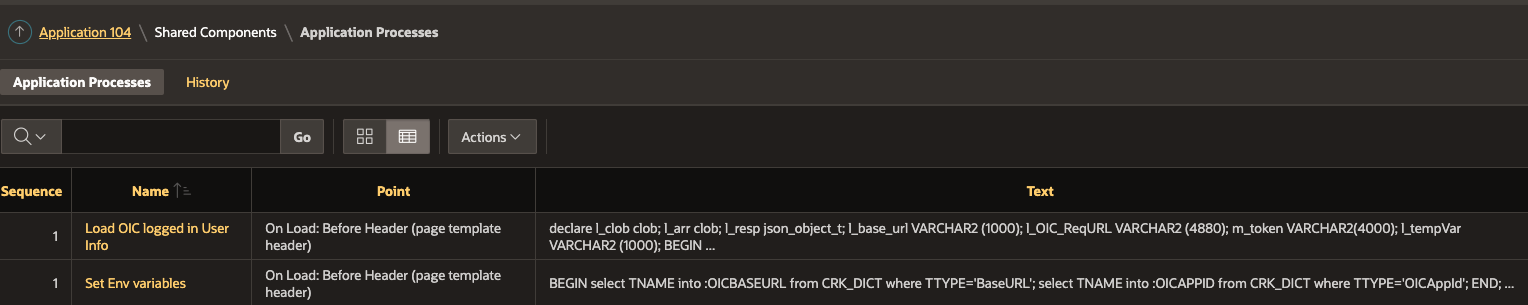 Application 104 \ Shared Components \ Application Processes
Application Processes History
Go Actions
Sequence Name Point Text
1 Load OIC logged in User Info On Load: Before Header (page template header) declare l_clob clob; l_arr clob; l_resp json_object_t; l_base_url VARCHAR2 (1000); l_OIC_ReqURL VARCHAR2 (4880); m_token VARCHAR2(4000); l_tempVar VARCHAR2 (1000); BEGIN ...
1 Set Env variables On Load: Before Header (page template header) BEGIN select TNAME into :OICBASEURL from CRK_DICT where TTYPE='BaseURL'; select TNAME into :OICAPPID from CRK_DICT where TTYPE='OICAppId'; END; ...